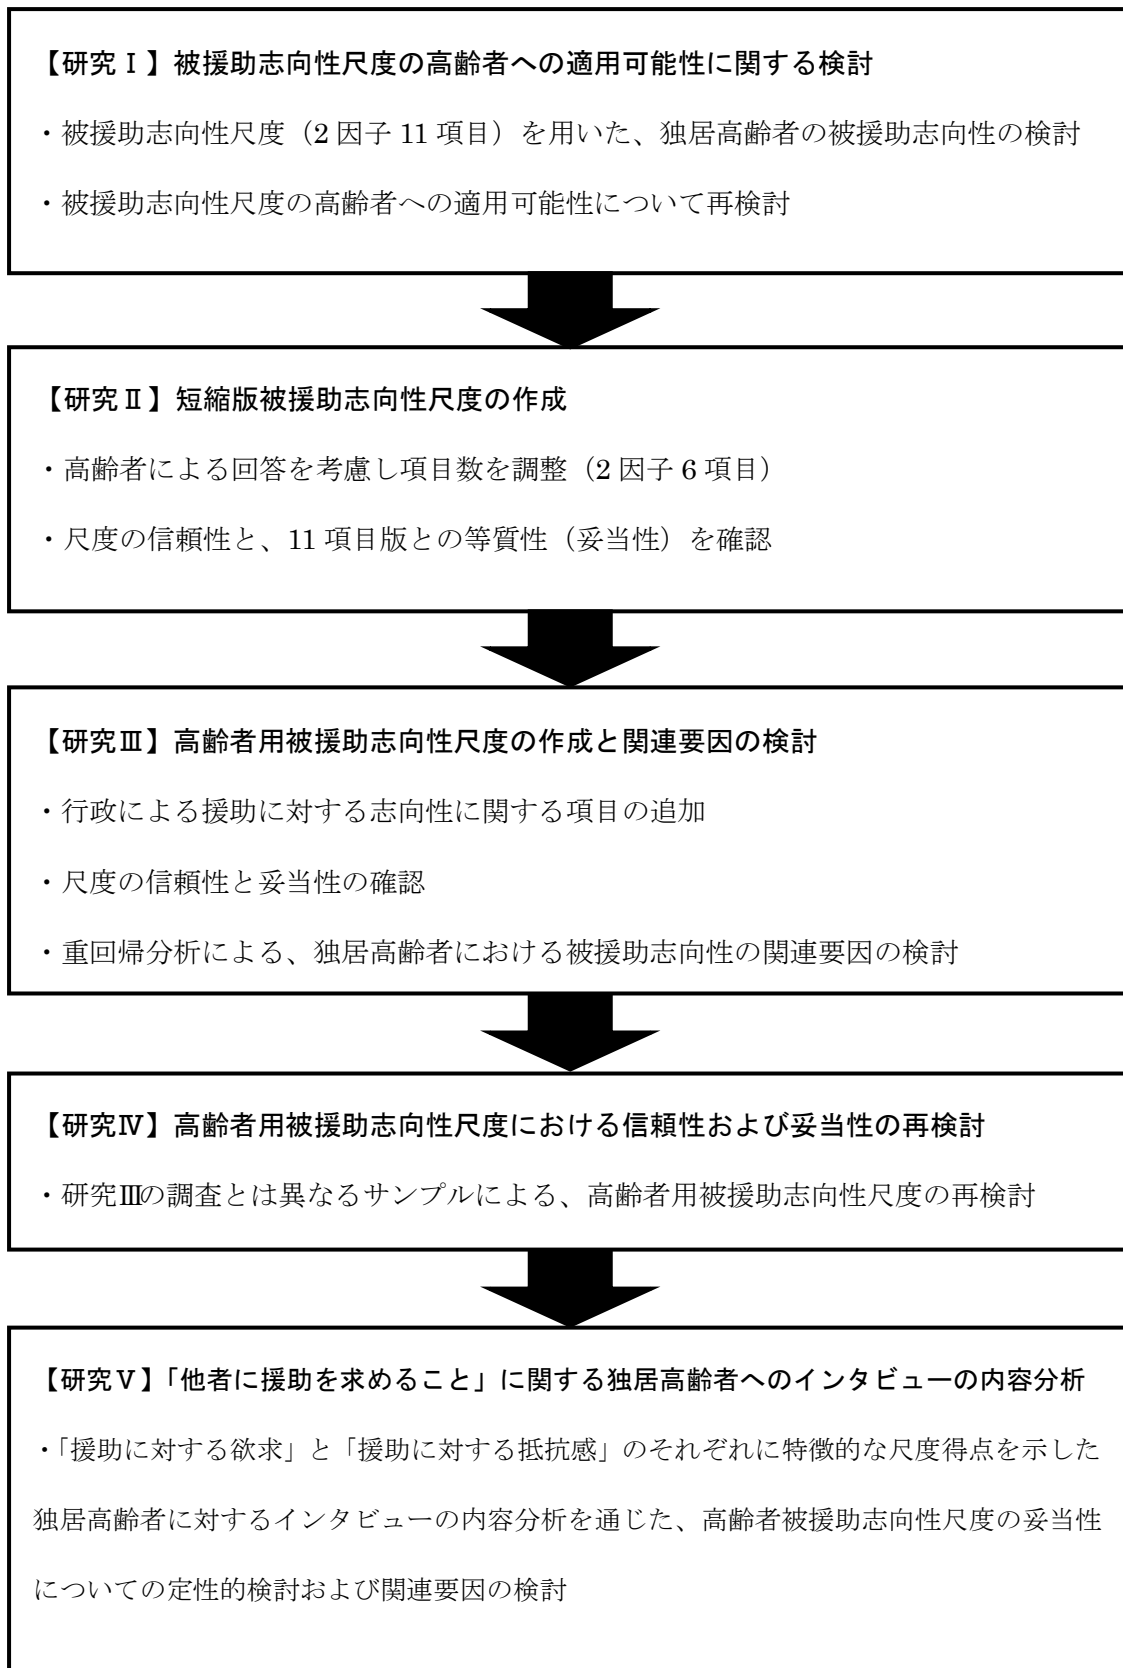 【研究Ⅰ】被援助志向性尺度の高齢者への適用可能性に関する検討
・被援助志向性尺度（2 因子 11 項目）を用いた、独居高齢者の被援助志向性の検討
・被援助志向性尺度の高齢者への適用可能性について再検討
【研究Ⅱ】短縮版被援助志向性尺度の作成
・高齢者による回答を考慮し項目数を調整（2 因子 6 項目）
・尺度の信頼性と、11 項目版との等質性（妥当性）を確認
【研究Ⅲ】高齢者用被援助志向性尺度の作成と関連要因の検討
・行政による援助に対する志向性に関する項目の追加
・尺度の信頼性と妥当性の確認
・重回帰分析による、独居高齢者における被援助志向性の関連要因の検討
【研究Ⅳ】高齢者用被援助志向性尺度における信頼性および妥当性の再検討
・研究Ⅲの調査とは異なるサンプルによる、高齢者用被援助志向性尺度の再検討
【研究Ⅴ】「他者に援助を求めること」に関する独居高齢者へのインタビューの内容分析
・「援助に対する欲求」と「援助に対する抵抗感」のそれぞれに特徴的な尺度得点を示した
独居高齢者に対するインタビューの内容分析を通じた、高齢者被援助志向性尺度の妥当性
についての定性的検討および関連要因の検討